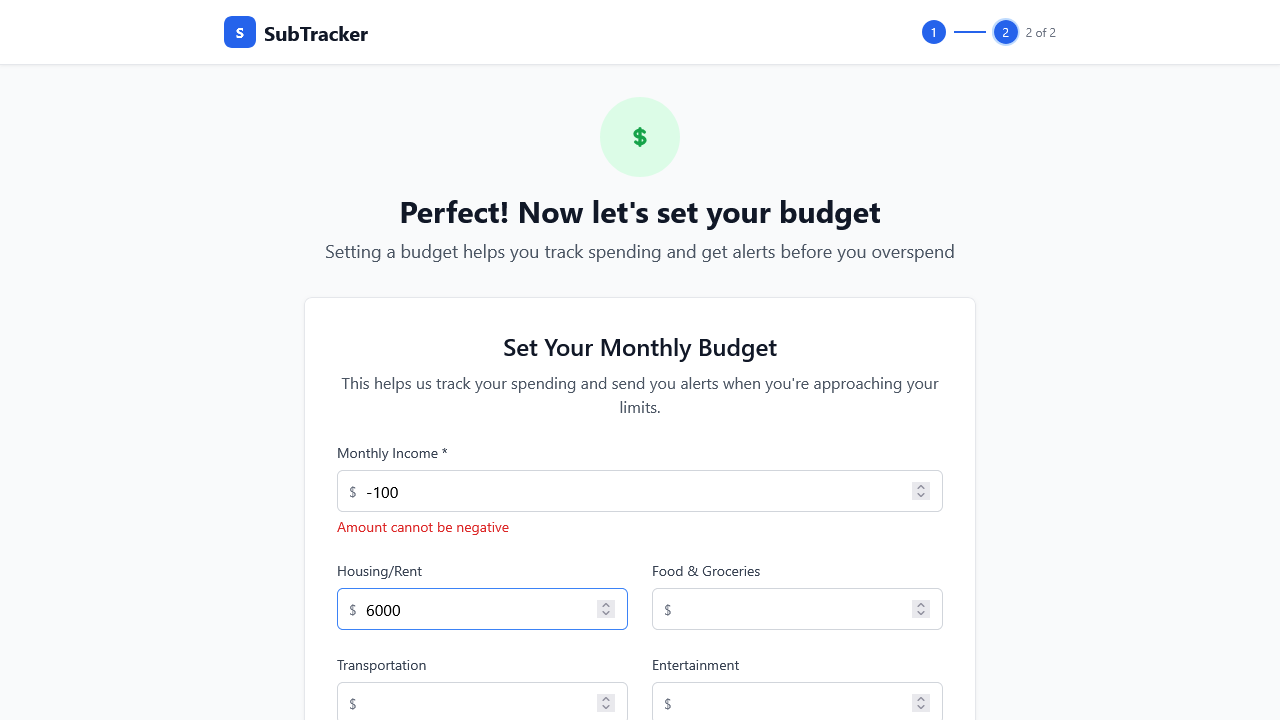 S SubTracker
1 2 2 of 2
$
Perfect! Now let's set your budget
Setting a budget helps you track spending and get alerts before you overspend
Set Your Monthly Budget
This helps us track your spending and send you alerts when you're approaching your
limits.
Monthly Income *
$ -100
Amount cannot be negative
Housing/Rent
$ 6000
Food & Groceries
$
Transportation
$
Entertainment
$